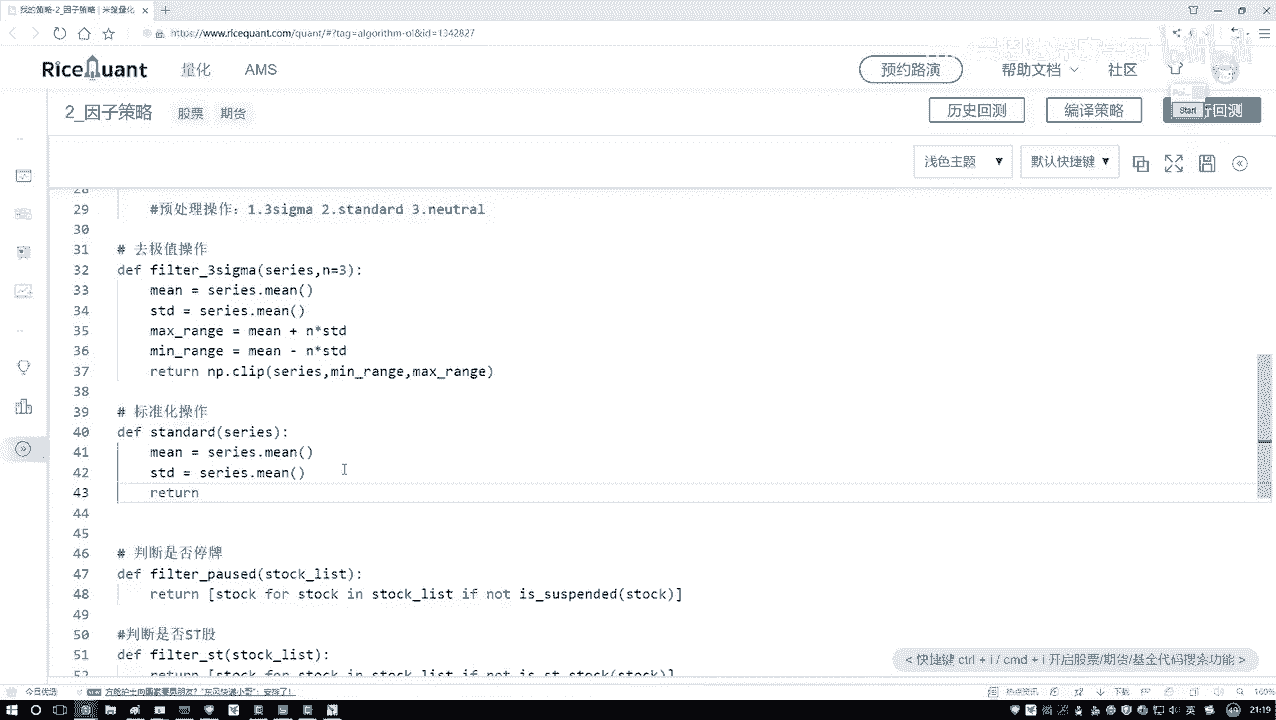 我的策略-2_因子策略 | 米筐量化
https://www.ricequant.com/quant/#?tag=algorithm-ol&id=1342827
RiceQuant 量化 AMS 预约路演 帮助文档 社区
2_因子策略 股票 期货 历史回测 编译策略 回测
Start
浅色主题 默认快捷键
28
29 #预处理操作：1.3sigma 2.standard 3.neutral
30
31 # 去极值操作
32 def filter_3sigma(series,n=3):
33 mean = series.mean()
34 std = series.mean()
35 max_range = mean + n*std
36 min_range = mean - n*std
37 return np.clip(series,min_range,max_range)
38
39 # 标准化操作
40 def standard(series):
41 mean = series.mean()
42 std = series.mean()
43 return
44
45
46 # 判断是否停牌
47 def filter_paused(stock_list):
48 return [stock for stock in stock_list if not is_suspended(stock)]
49
50 #判断是否ST股
51 def filter_st(stock_list):
52 return [stock for stock in stock_list if not is_st_stock(stock)]
< 快捷键 ctrl + i / cmd + i 开启股票/期货/基金代码搜索功能 >
今日优选
100%
21:19